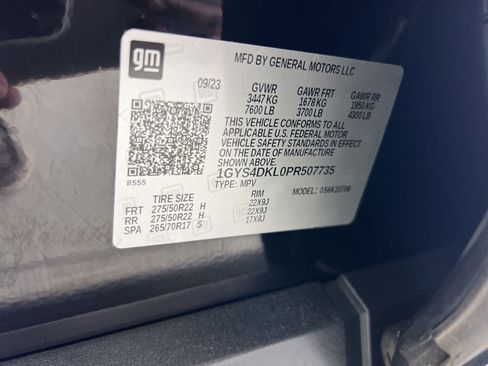 gm
MFD BY GENERAL MOTORS LLC
09/23 GVWR GAWR FRT GAWR RR
3447 KG 1678 KG 1950 KG
7600 LB 3700 LB 4300 LB
THIS VEHICLE CONFORMS TO ALL
APPLICABLE U.S. FEDERAL MOTOR
VEHICLE SAFETY STANDARDS IN
EFFECT ON THE DATE OF
MANUFACTURE SHOWN ABOVE.
8555 1GYS4DKL0PR507735
TYPE: MPV MODEL:
TIRE SIZE RIM
FRT 275/50R22 H 22X9J
RR 275/50R22 H 22X9J
SPA 265/70R17 S 17X8J